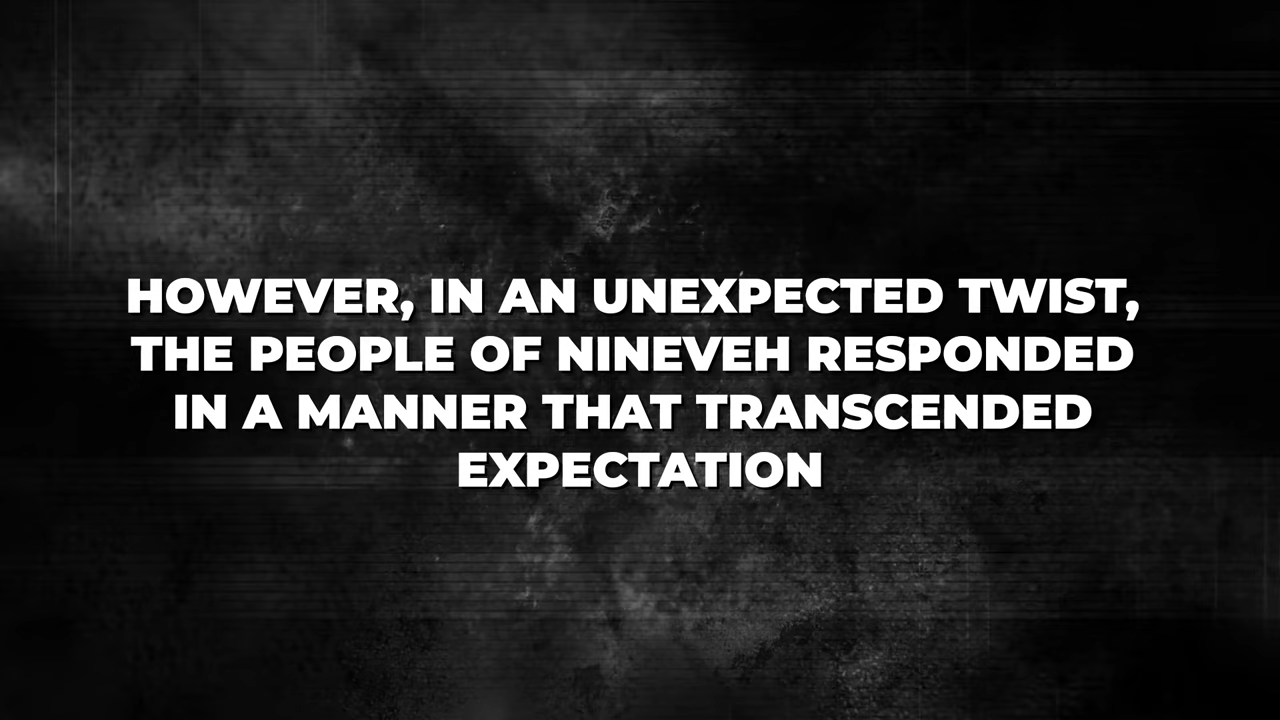 HOWEVER, IN AN UNEXPECTED TWIST,
THE PEOPLE OF NINEVEH RESPONDED
IN A MANNER THAT TRANSCENDED
EXPECTATION